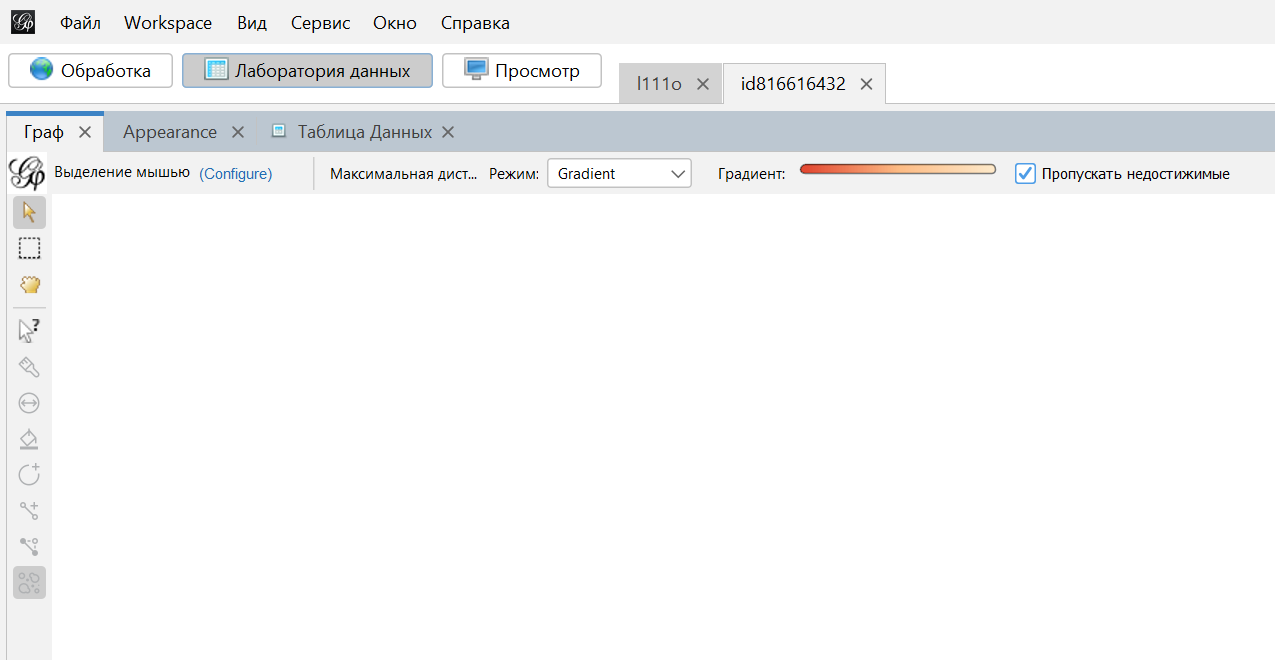 Файл Workspace Вид Сервис Окно Справка
Обработка Лаборатория данных Просмотр l111o id816616432
Граф Appearance Таблица Данных
Выделение мышью (Configure) Максимальная дист... Режим: Gradient Градиент: Пропускать недостижимые